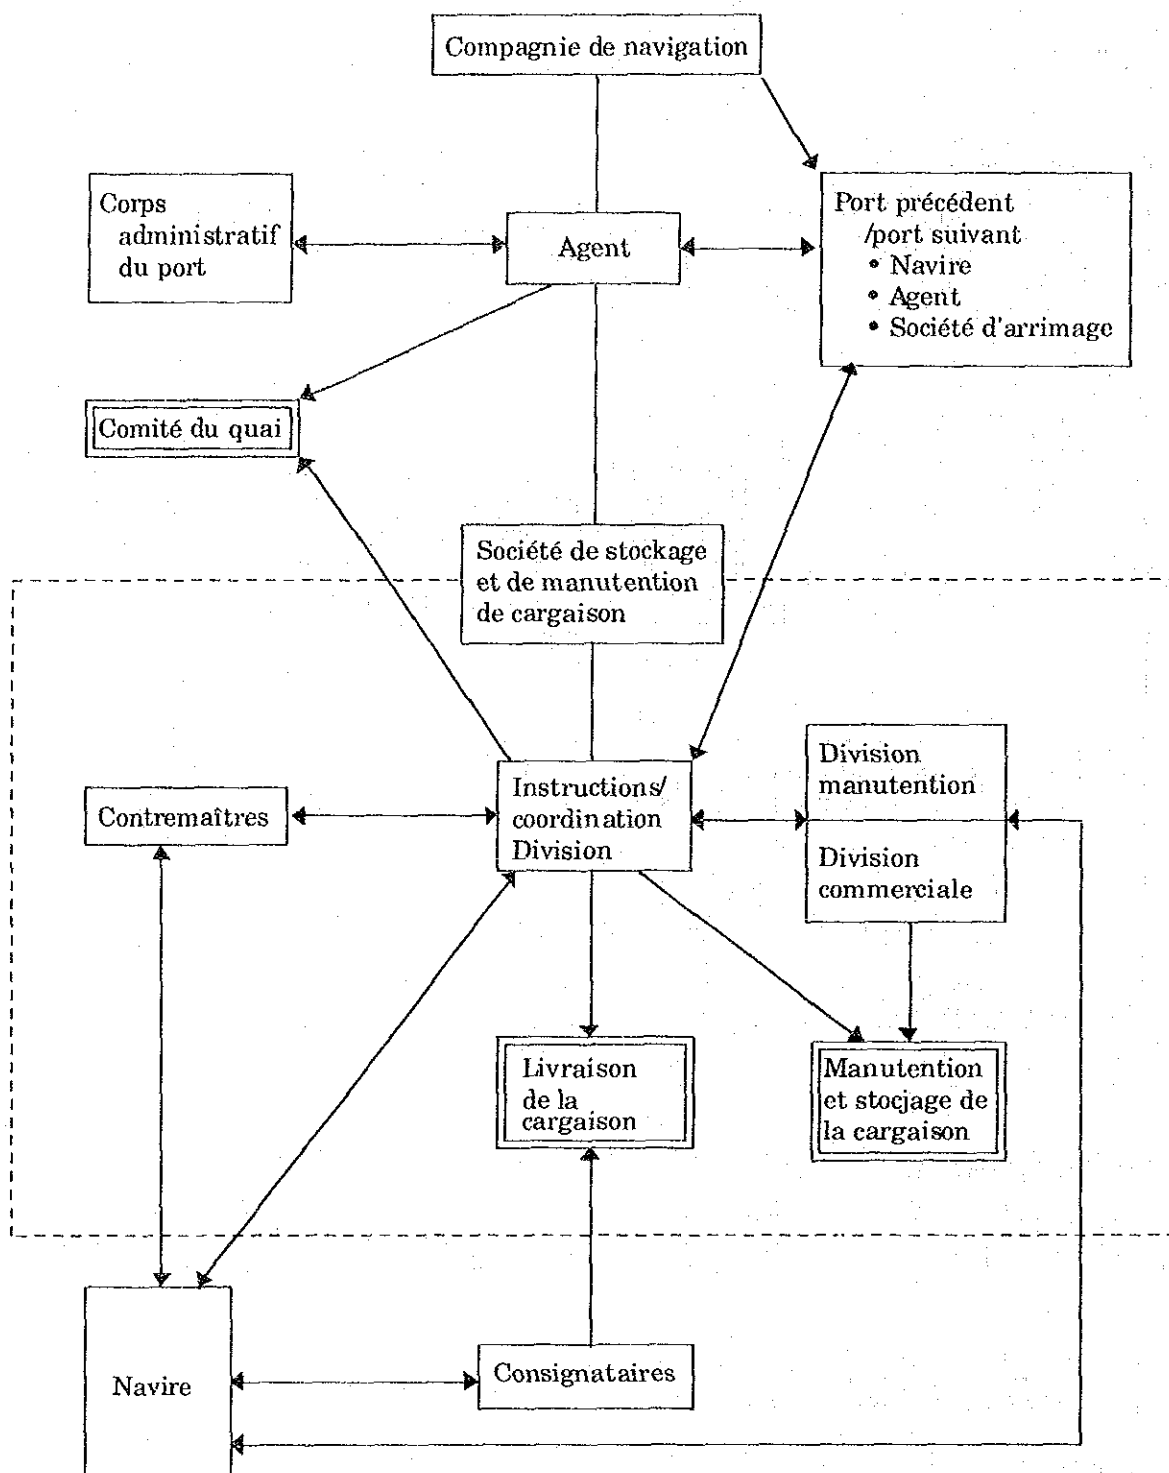 Compagnie de navigation
Corps
administratif
du port
Agent
Port précédent
/port suivant
• Navire
• Agent
• Société d'arrimage
Comité du quai
Société de stockage
et de manutention
de cargaison
Contremaîtres
Instructions/
coordination
Division
Division
manutention
Division
commerciale
Livraison
de la
cargaison
Manutention
et stocjage de
la cargaison
Navire
Consignataires